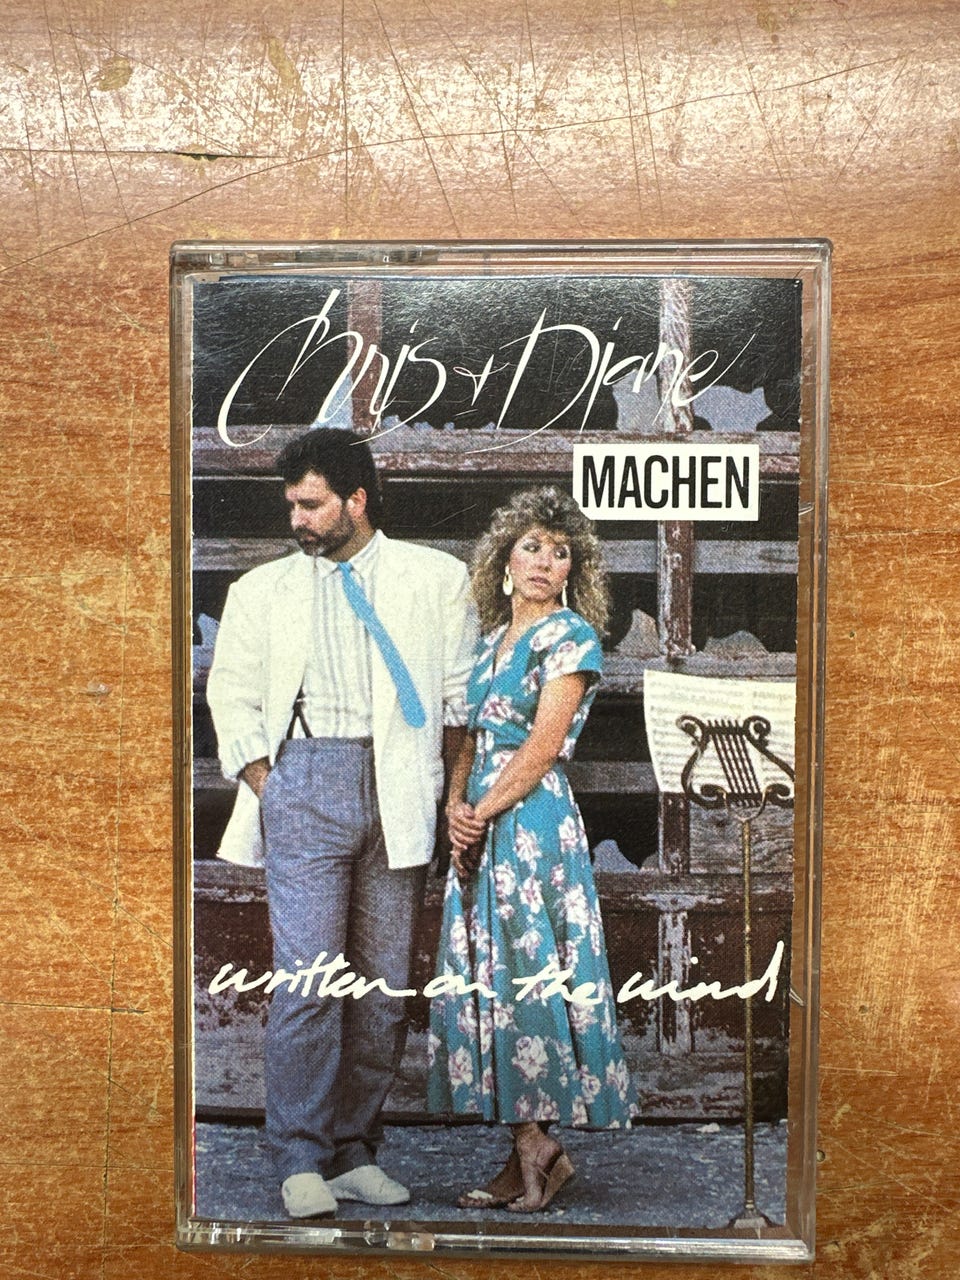 Chris & Diane
MACHEN
written on the wind